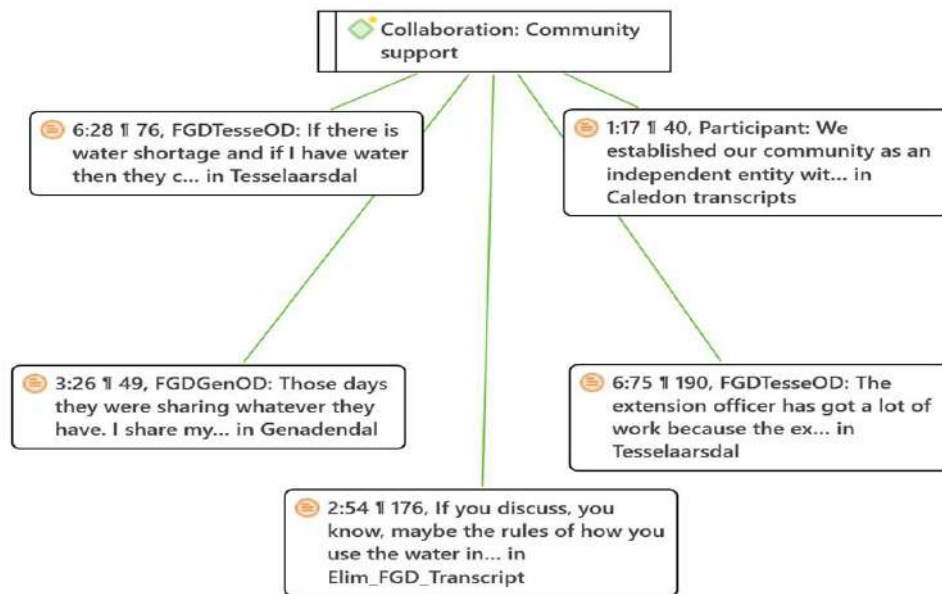 Collaboration: Community
support
6:28 ¶ 76, FGDTesseOD: If there is
water shortage and if I have water
then they c... in Tesselaarsdal
1:17 ¶ 40, Participant: We
established our community as an
independent entity wit... in
Caledon transcripts
3:26 ¶ 49, FGDGenOD: Those days
they were sharing whatever they
have. I share my... in Genadendal
6:75 ¶ 190, FGDTesseOD: The
extension officer has got a lot of
work because the ex... in
Tesselaarsdal
2:54 ¶ 176, If you discuss, you
know, maybe the rules of how you
use the water in... in
Elim_FGD_Transcript